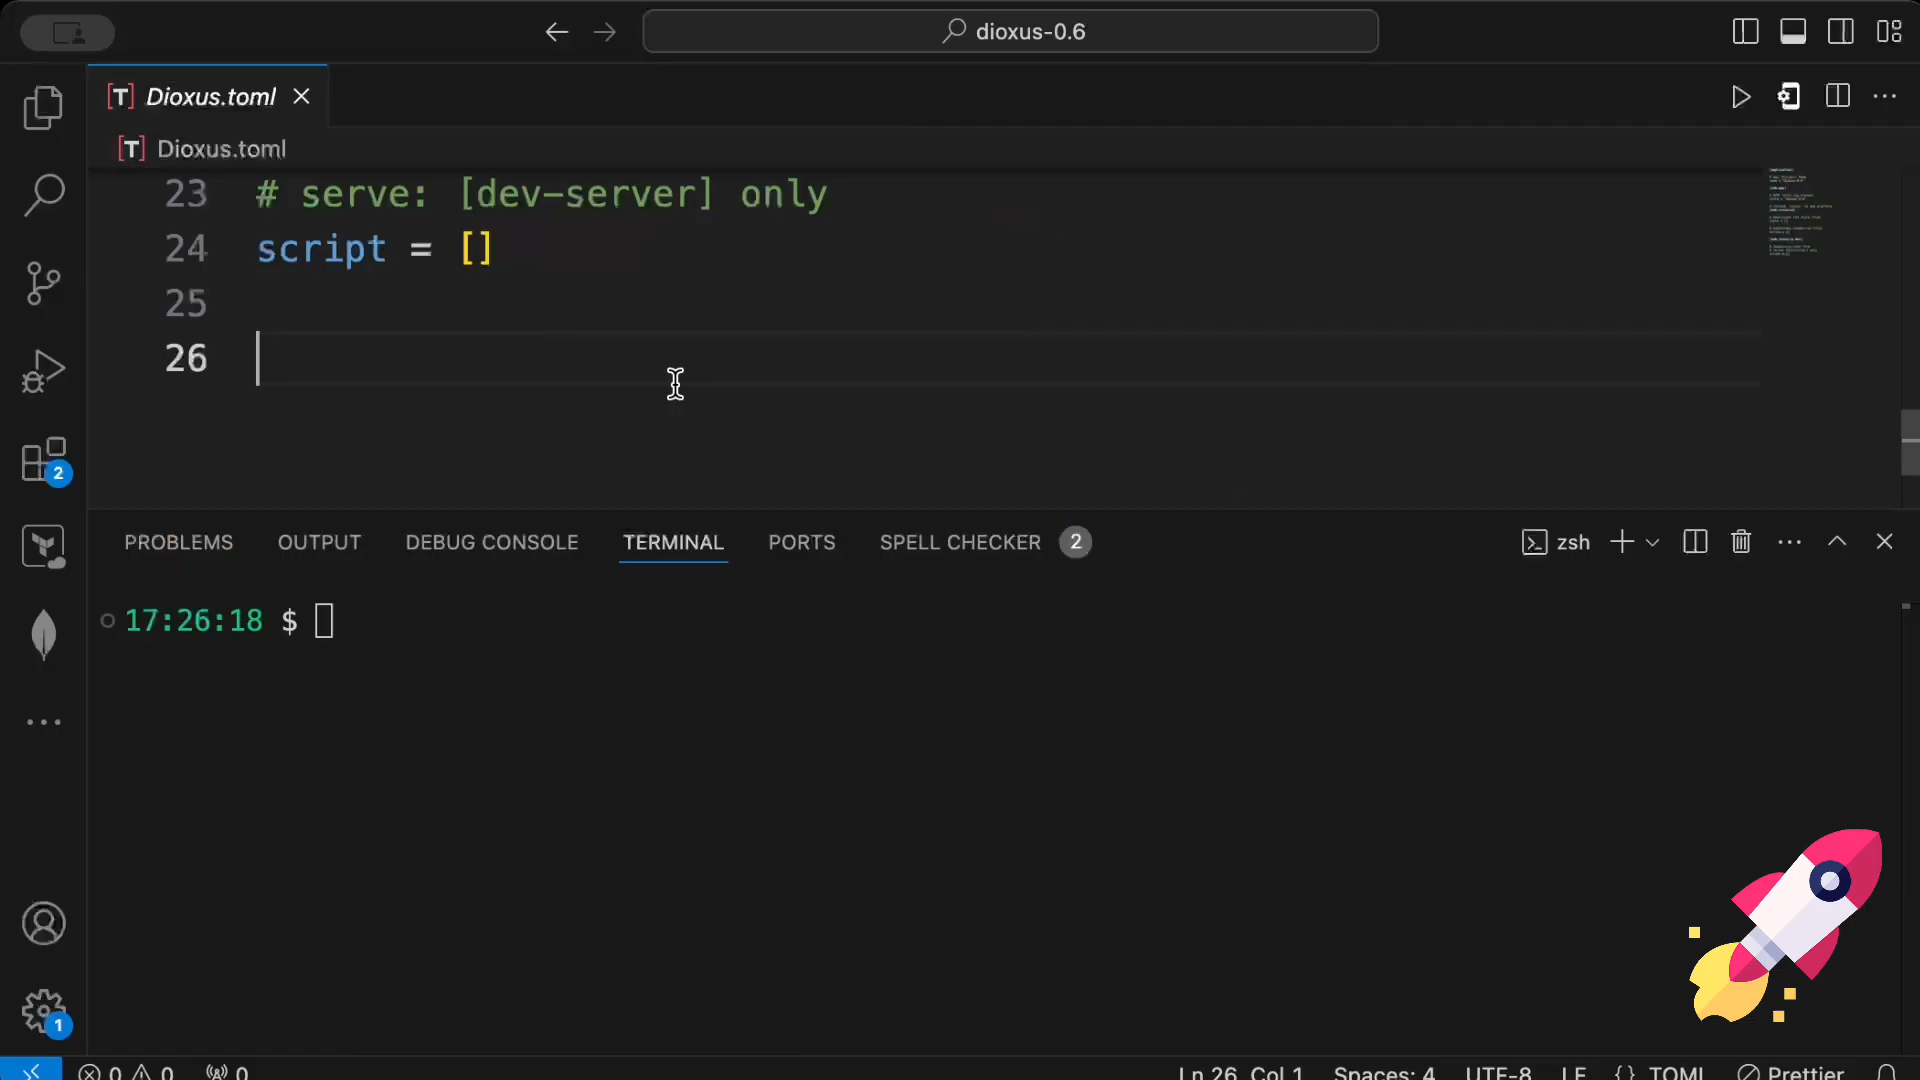 dioxus-0.6
[T] Dioxus.toml
[T] Dioxus.toml
23 # serve: [dev-server] only
24 script = []
25
26
2
PROBLEMS OUTPUT DEBUG CONSOLE TERMINAL PORTS SPELL CHECKER 2 zsh
17:26:18 $
1
0 0 0 Ln 26, Col 1 Spaces: 4 UTF-8 LF {} TOML Prettier